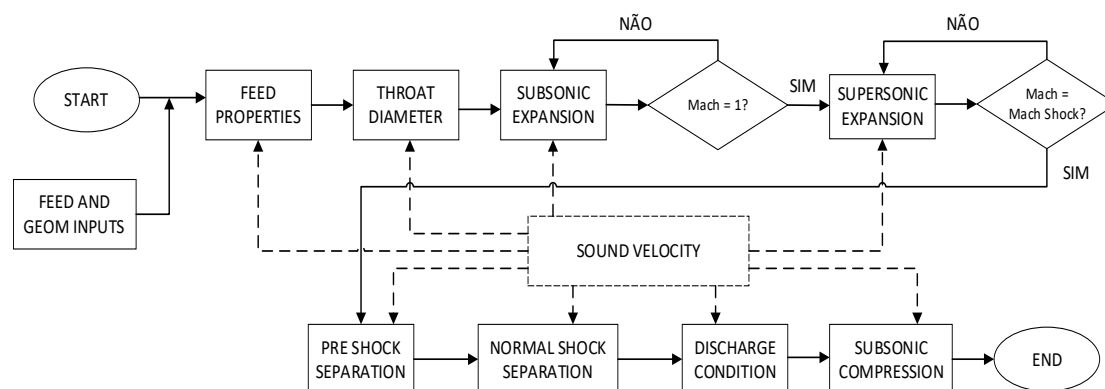 NÃO
NÃO
START
FEED
PROPERTIES
THROAT
DIAMETER
SUBSONIC
EXPANSION
Mach = 1?
SIM
SUPERSONIC
EXPANSION
Mach =
Mach Shock?
SIM
FEED AND
GEOM INPUTS
SOUND VELOCITY
PRE SHOCK
SEPARATION
NORMAL SHOCK
SEPARATION
DISCHARGE
CONDITION
SUBSONIC
COMPRESSION
END